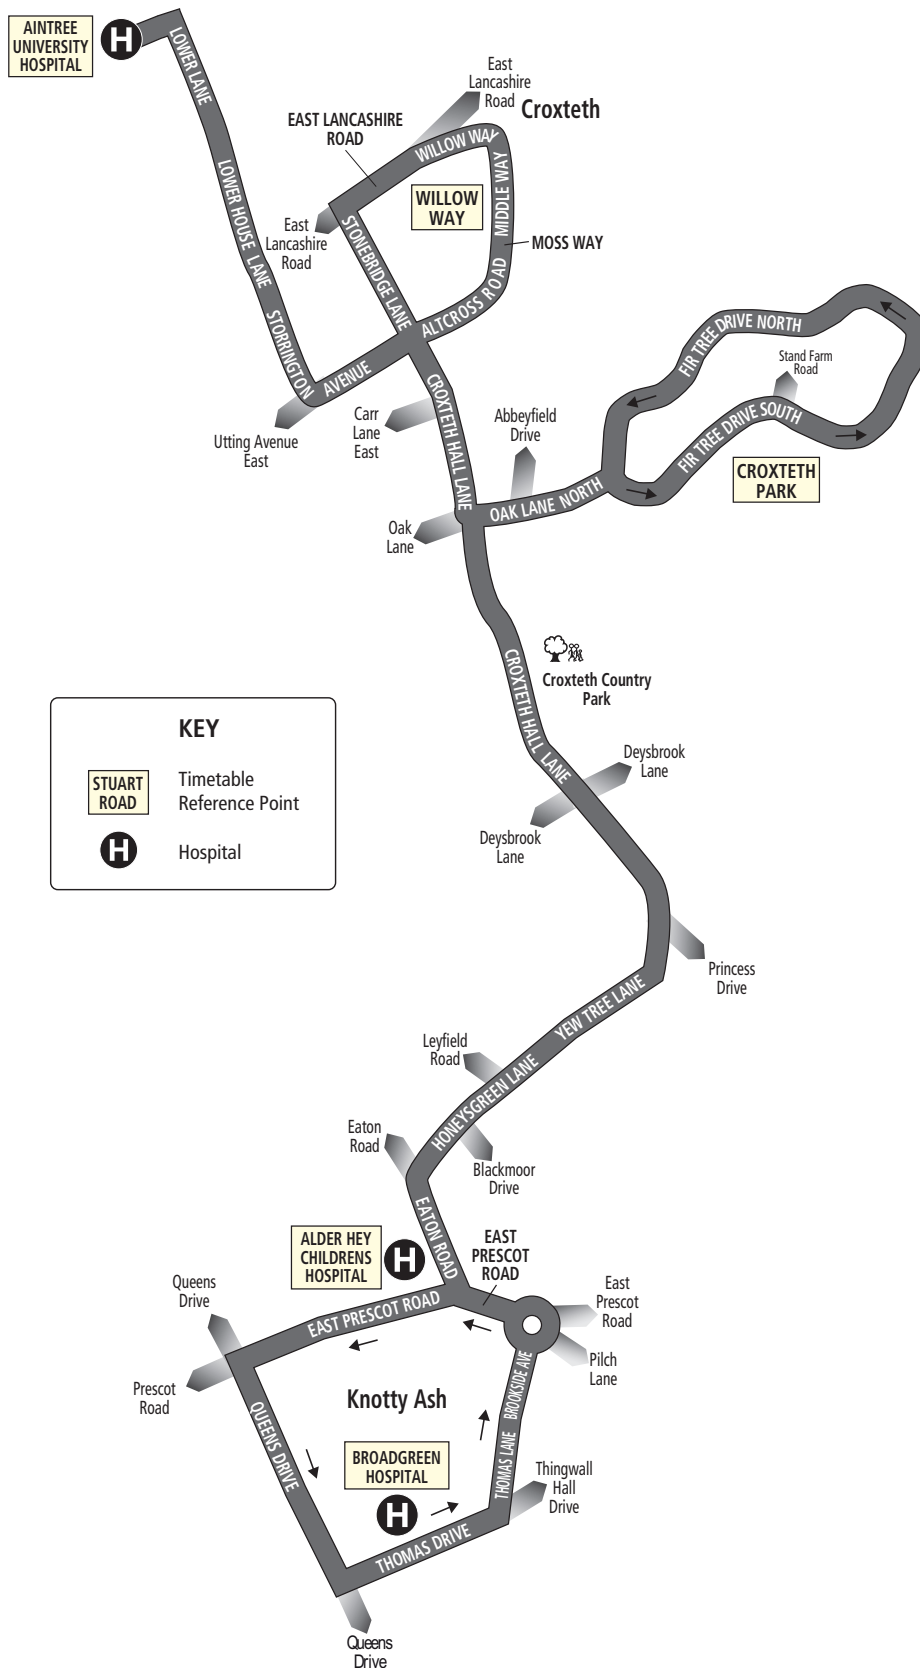 AINTREE
UNIVERSITY
HOSPITAL
H
LOWER LANE
East
Lancashire
Road
Croxteth
EAST LANCASHIRE
ROAD
WILLOW WAY
LOWER HOUSE LANE
WILLOW
WAY
MIDDLE WAY
East
Lancashire
Road
STONEBRIDGE LANE
MOSS WAY
ALTCROSS ROAD
STORRINGTON
AVENUE
FIR TREE DRIVE NORTH
Stand Farm
Road
Utting Avenue
East
Carr
Lane
East
CROXTETH HALL LANE
Abbeyfield
Drive
FIR TREE DRIVE SOUTH
CROXTETH
PARK
OAK LANE NORTH
Oak
Lane
CROXTETH HALL LANE
Croxteth Country
Park
KEY
STUART
ROAD
Timetable
Reference Point
H
Hospital
Deysbrook
Lane
Deysbrook
Lane
Princess
Drive
YEW TREE LANE
Leyfield
Road
HONEYSGREEN LANE
Eaton
Road
Blackmoor
Drive
EATON ROAD
ALDER HEY
CHILDRENS
HOSPITAL
H
EAST
PRESCOT
ROAD
Queens
Drive
EAST PRESCOT ROAD
East
Prescot
Road
Pilch
Lane
Prescot
Road
Knotty Ash
BROOKSIDE AVE
QUEENS DRIVE
BROADGREEN
HOSPITAL
H
THOMAS LANE
Thingwall
Hall
Drive
THOMAS DRIVE
Queens
Drive